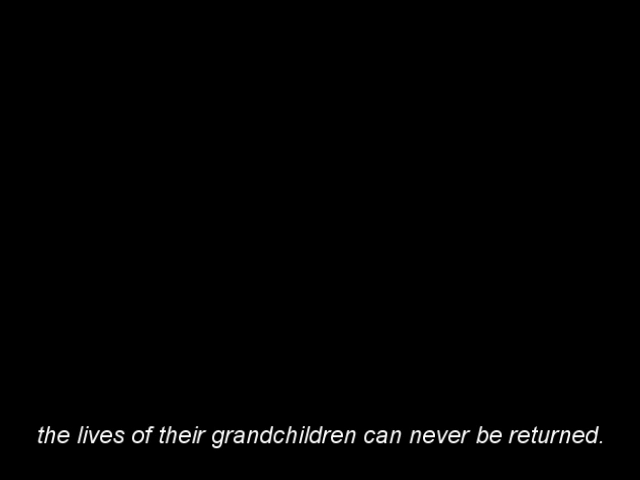 the lives of their grandchildren can never be returned.